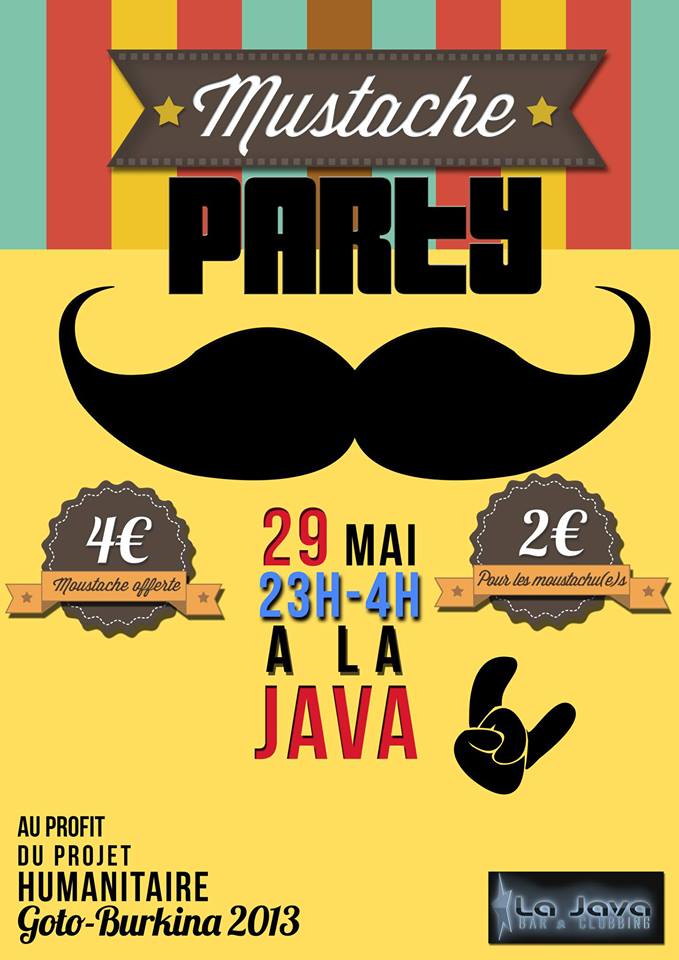 Mustache
PARTY
4€
Moustache offerte
29 MAI
23H-4H
A LA
JAVA
2€
Pour les moustachu(e)s
AU PROFIT
DU PROJET
HUMANITAIRE
Goto-Burkina 2013
La Java
BAR & CLUBBING